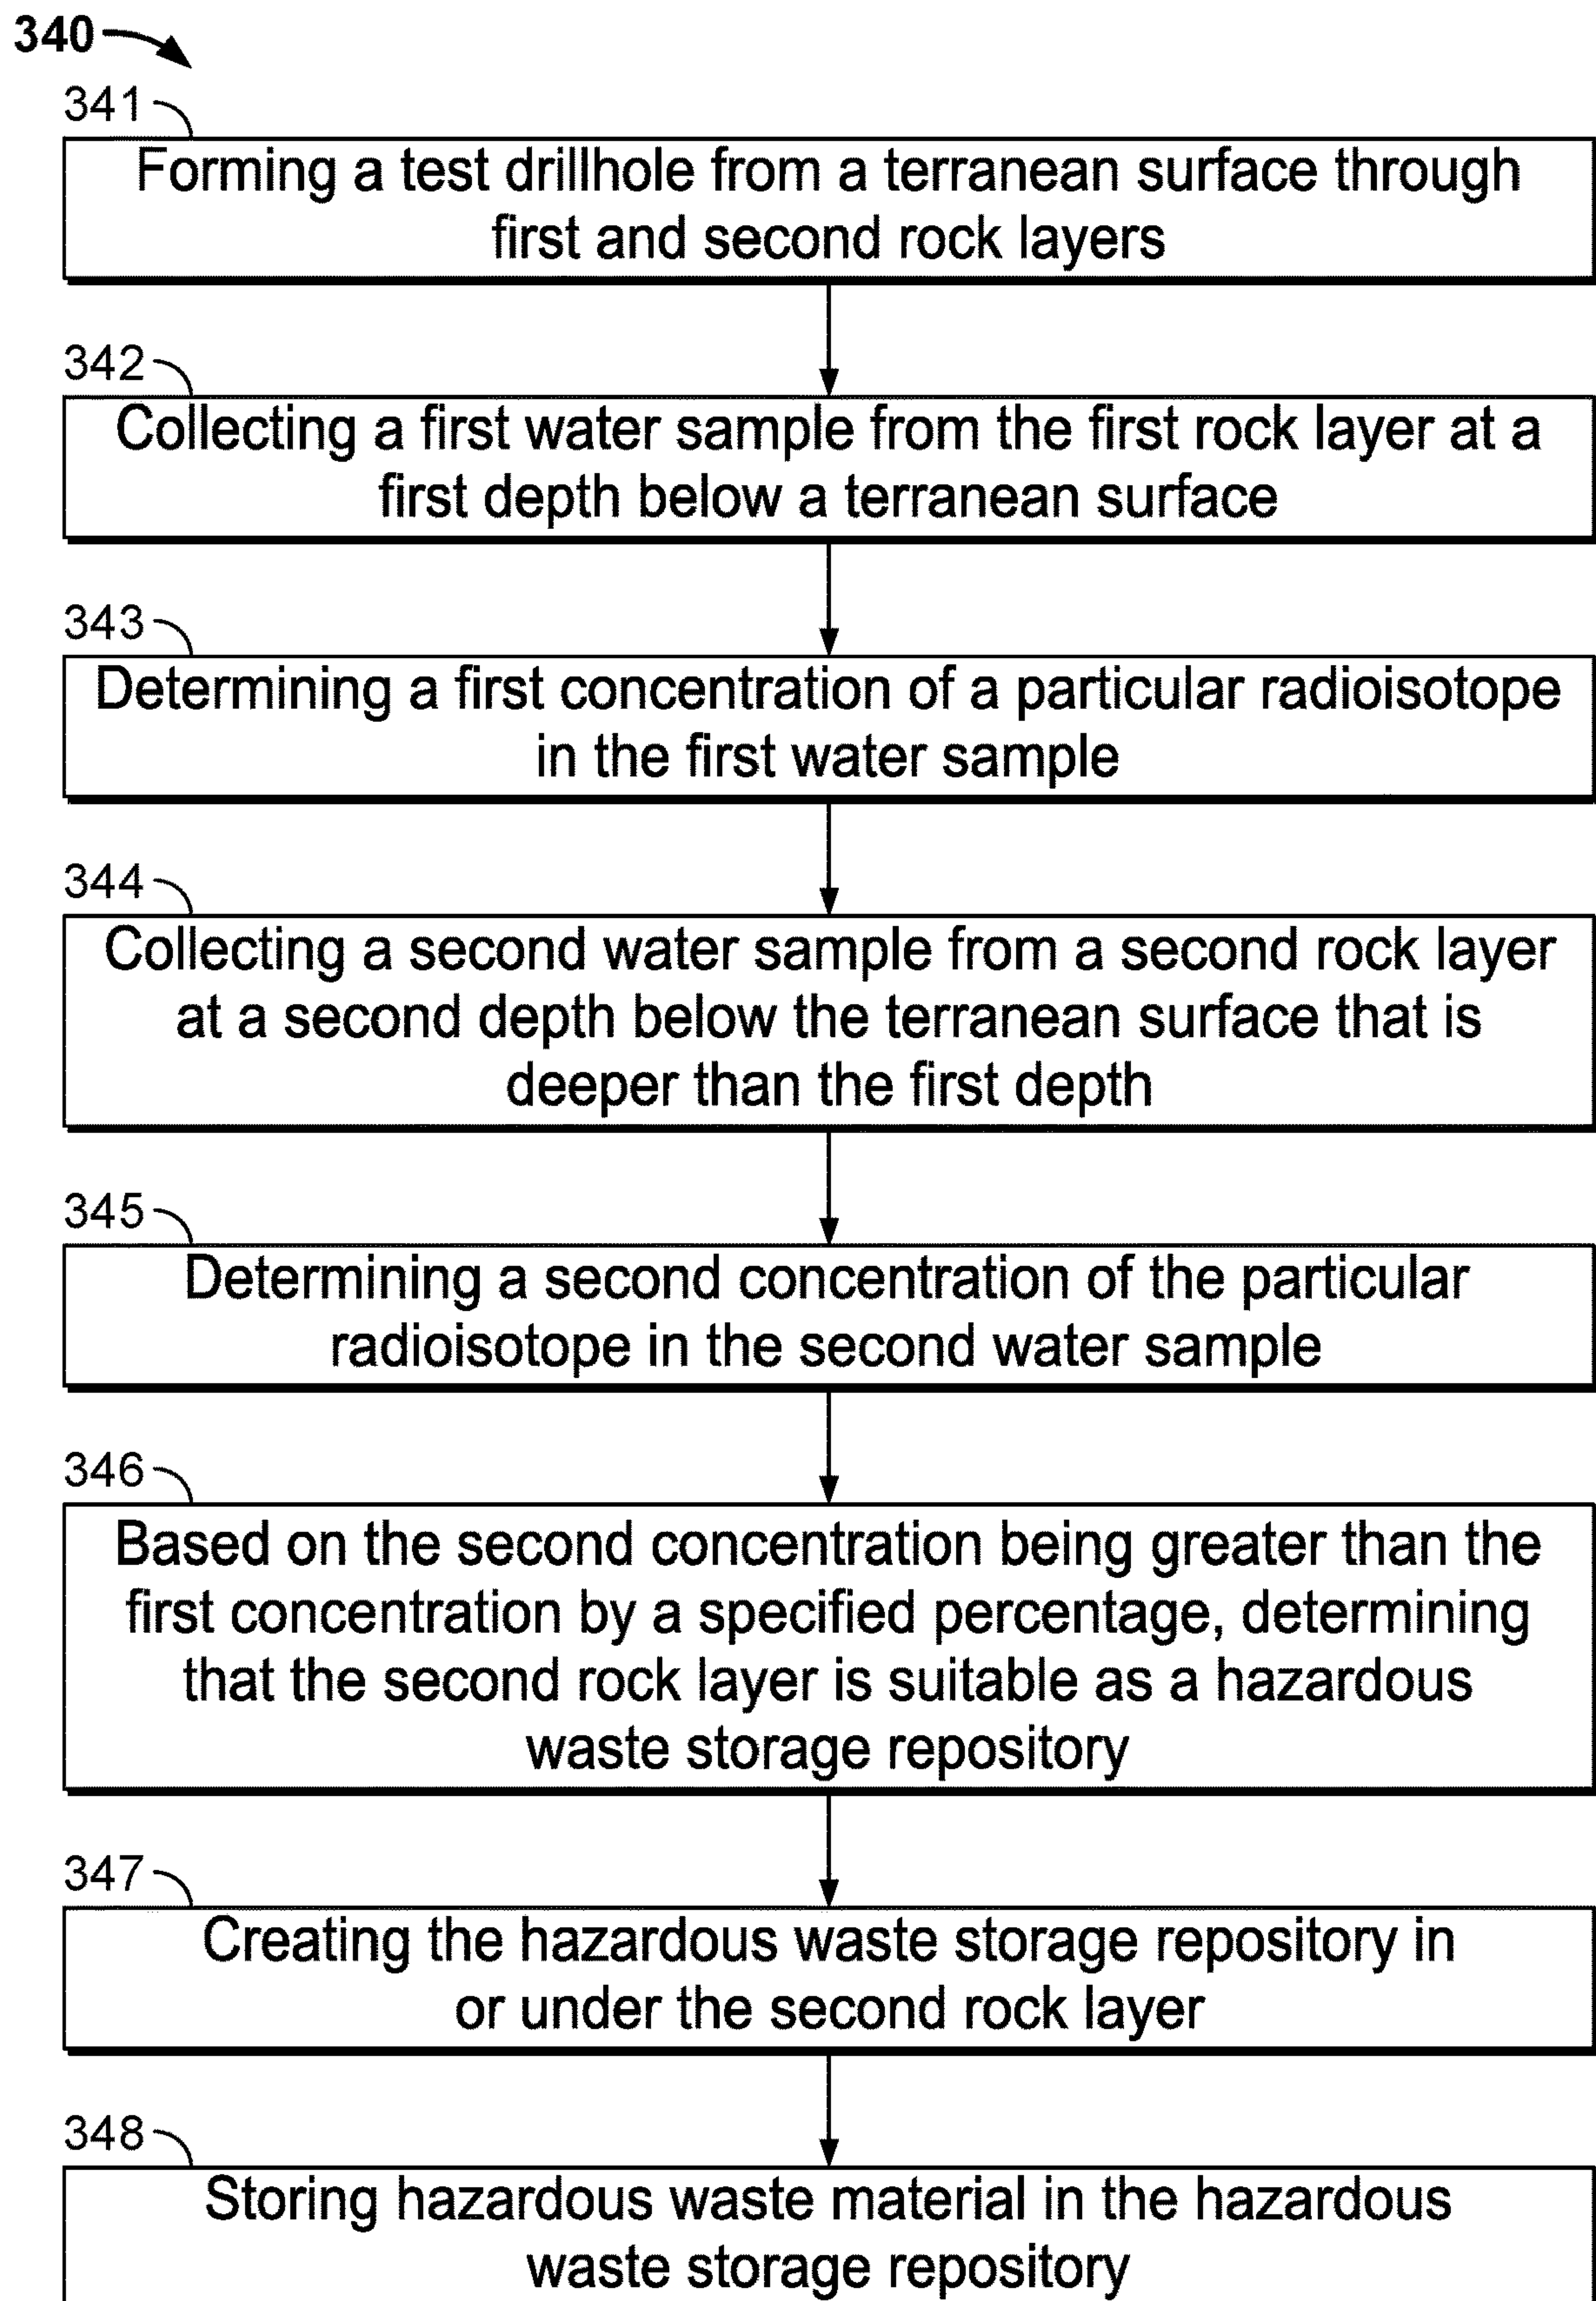 340
341
Forming a test drillhole from a terranean surface through
first and second rock layers
342
Collecting a first water sample from the first rock layer at a
first depth below a terranean surface
343
Determining a first concentration of a particular radioisotope
in the first water sample
344
Collecting a second water sample from a second rock layer
at a second depth below the terranean surface that is
deeper than the first depth
345
Determining a second concentration of the particular
radioisotope in the second water sample
346
Based on the second concentration being greater than the
first concentration by a specified percentage, determining
that the second rock layer is suitable as a hazardous
waste storage repository
347
Creating the hazardous waste storage repository in
or under the second rock layer
348
Storing hazardous waste material in the hazardous
waste storage repository